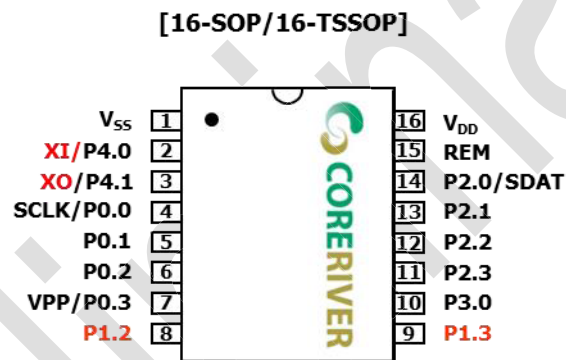 [16-SOP/16-TSSOP]
VSS 1 16 VDD
XI/P4.0 2 15 REM
XO/P4.1 3 14 P2.0/SDAT
SCLK/P0.0 4 13 P2.1
P0.1 5 12 P2.2
P0.2 6 11 P2.3
VPP/P0.3 7 10 P3.0
P1.2 8 9 P1.3
CORERIVER